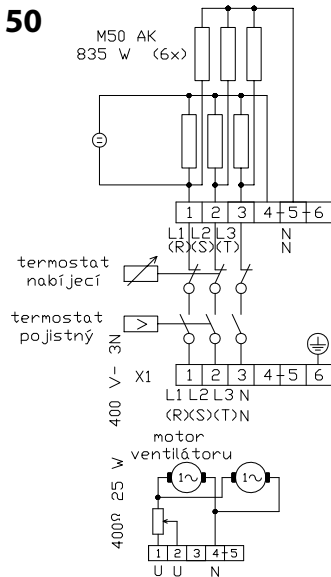 50
M50 AK
835 W (6x)
1 2 3 4 5 6
L1 L2 L3 N
(R)(S)(T) N
termostat
nabíjecí
termostat
pojistný
>
400 V~ 3N
X1
1 2 3 4 5 6
L1 L2 L3 N
(R)(S)(T)N
motor
ventilátoru
1~ 1~
400Ω 25 W
1 2 3 4 5
U U N